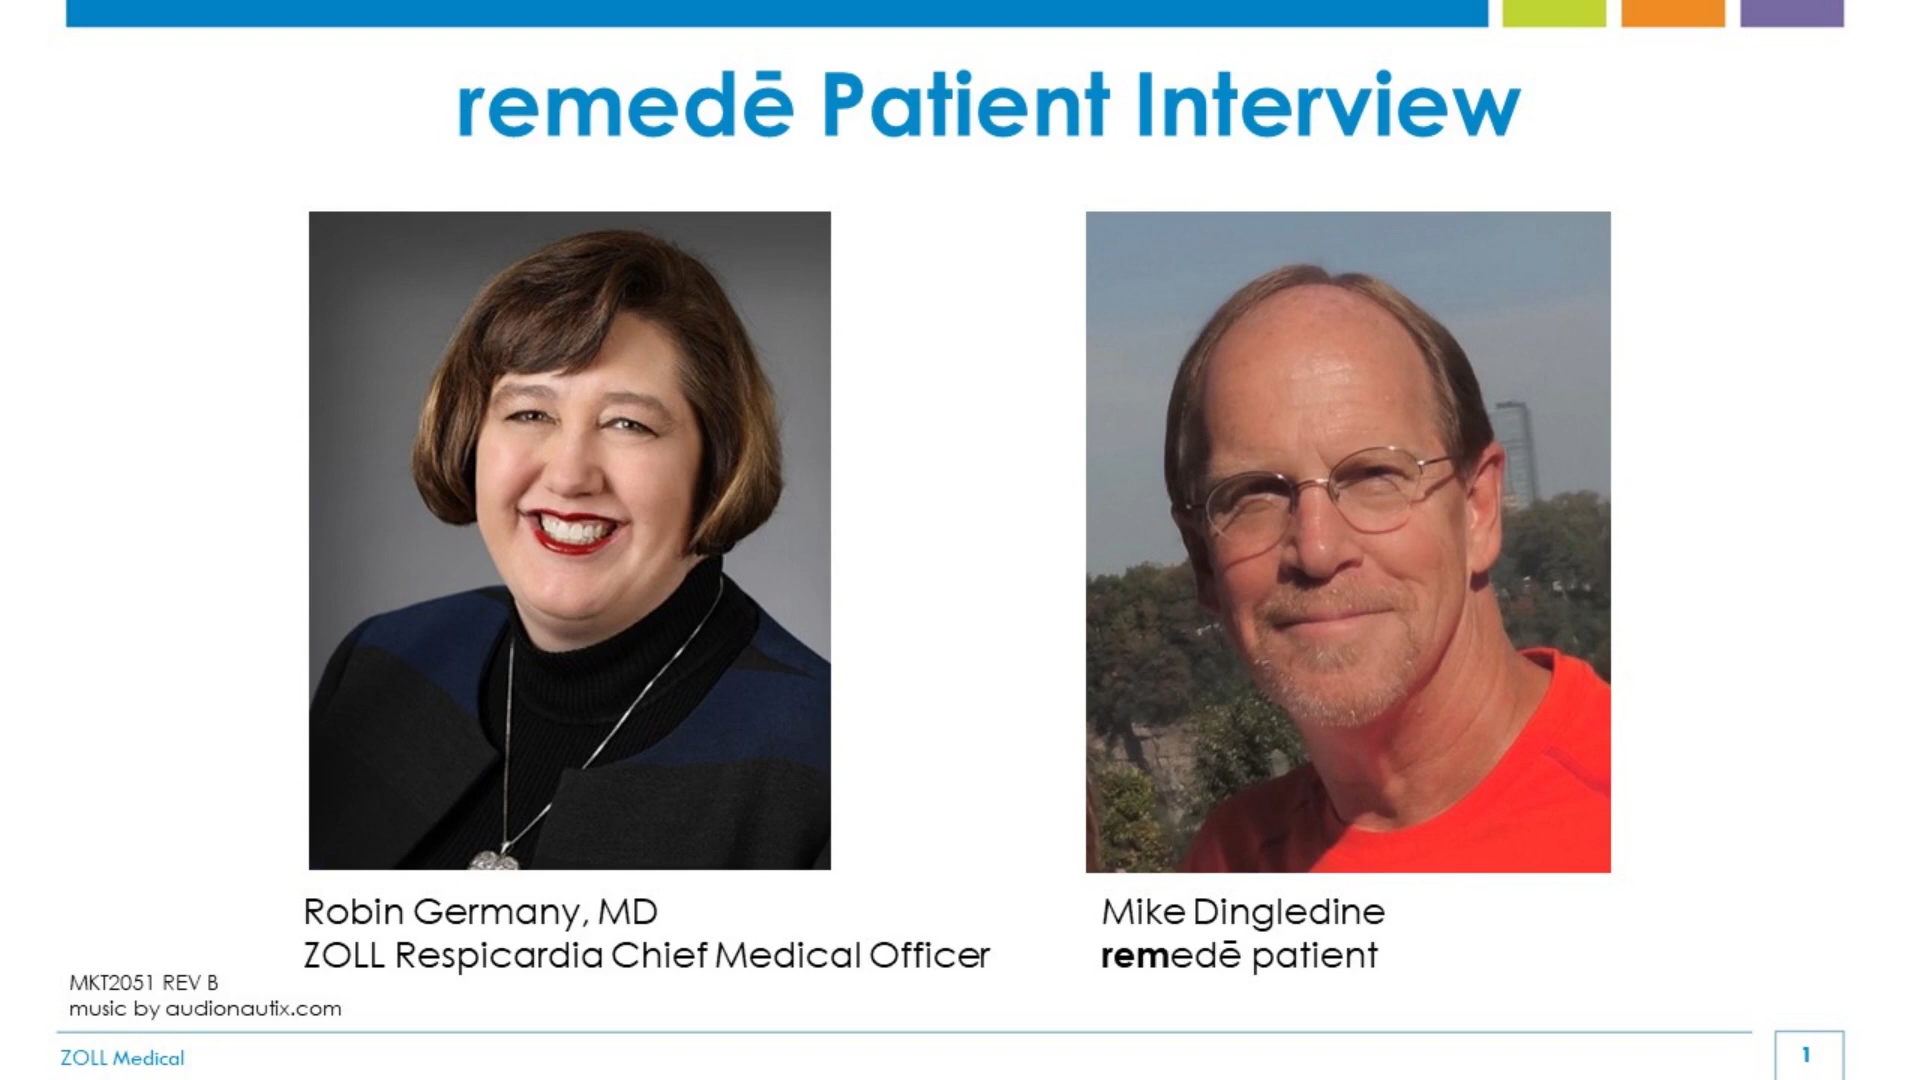 remedē Patient Interview
Robin Germany, MD
ZOLL Respicardia Chief Medical Officer
Mike Dingledine
remedē patient
MKT2051 REV B
music by audionautix.com
ZOLL Medical
1